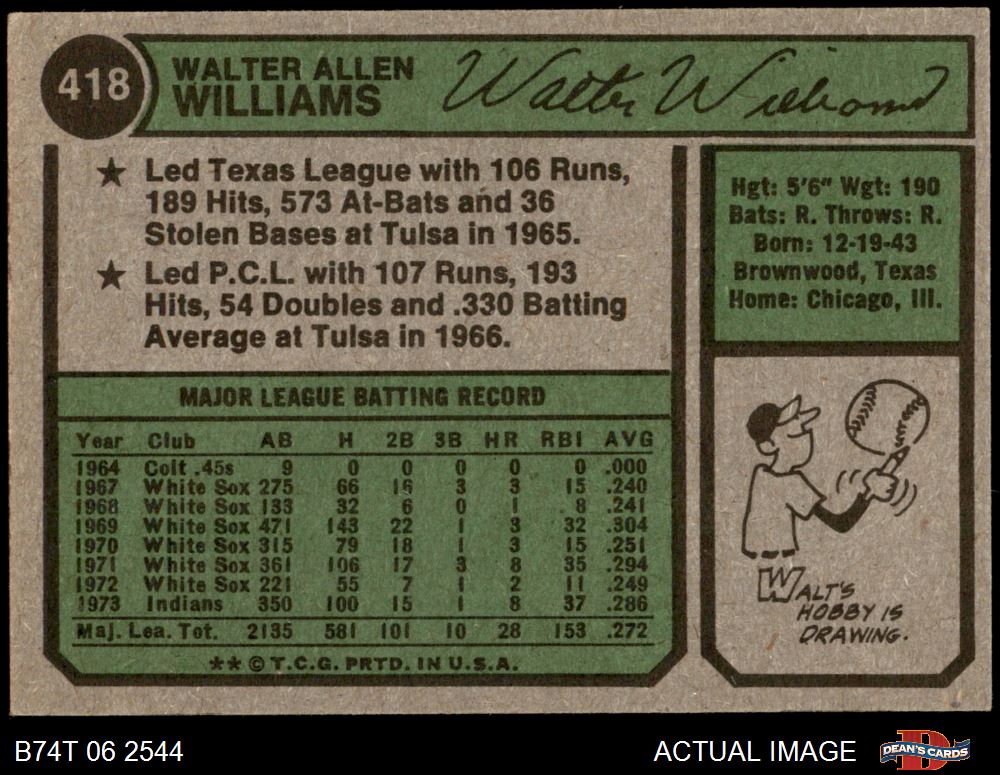 418
WALTER ALLEN
WILLIAMS
Walter Williams
★ Led Texas League with 106 Runs,
189 Hits, 573 At-Bats and 36
Stolen Bases at Tulsa in 1965.
★ Led P.C.L. with 107 Runs, 193
Hits, 54 Doubles and .330 Batting
Average at Tulsa in 1966.
Hgt: 5'6" Wgt: 190
Bats: R. Throws: R.
Born: 12-19-43
Brownwood, Texas
Home: Chicago, Ill.
MAJOR LEAGUE BATTING RECORD
Year Club AB H 2B 3B HR RBI AVG
1964 Colt .45s 9 0 0 0 0 0 .000
1967 White Sox 275 66 16 3 3 15 .240
1968 White Sox 133 32 6 0 1 8 .241
1969 White Sox 471 143 22 1 3 32 .304
1970 White Sox 315 79 18 1 3 15 .251
1971 White Sox 361 106 17 3 8 35 .294
1972 White Sox 221 55 7 1 2 11 .249
1973 Indians 350 100 15 1 8 37 .286
Maj. Lea. Tot. 2135 581 101 10 28 153 .272
** © T.C.G. PRTD. IN U.S.A.
WALT'S
HOBBY IS
DRAWING.
B74T 06 2544
ACTUAL IMAGE
DEAN'S CARDS